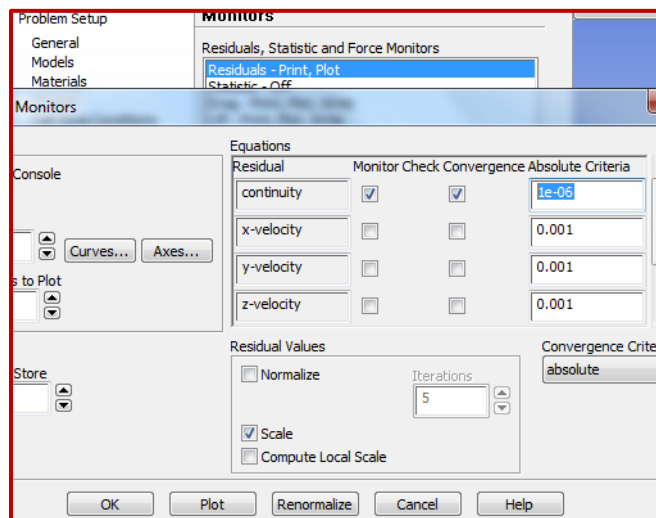 Problem Setup
General
Models
Materials
Monitors
Residuals, Statistic and Force Monitors
Residuals - Print, Plot
Statistic - Off
Monitors
Console
Curves... Axes...
s to Plot
Store
Equations
Residual Monitor Check Convergence Absolute Criteria
continuity 1e-06
x-velocity 0.001
y-velocity 0.001
z-velocity 0.001
Residual Values
Normalize
Iterations
5
Scale
Compute Local Scale
Convergence Crite
absolute
OK Plot Renormalize Cancel Help